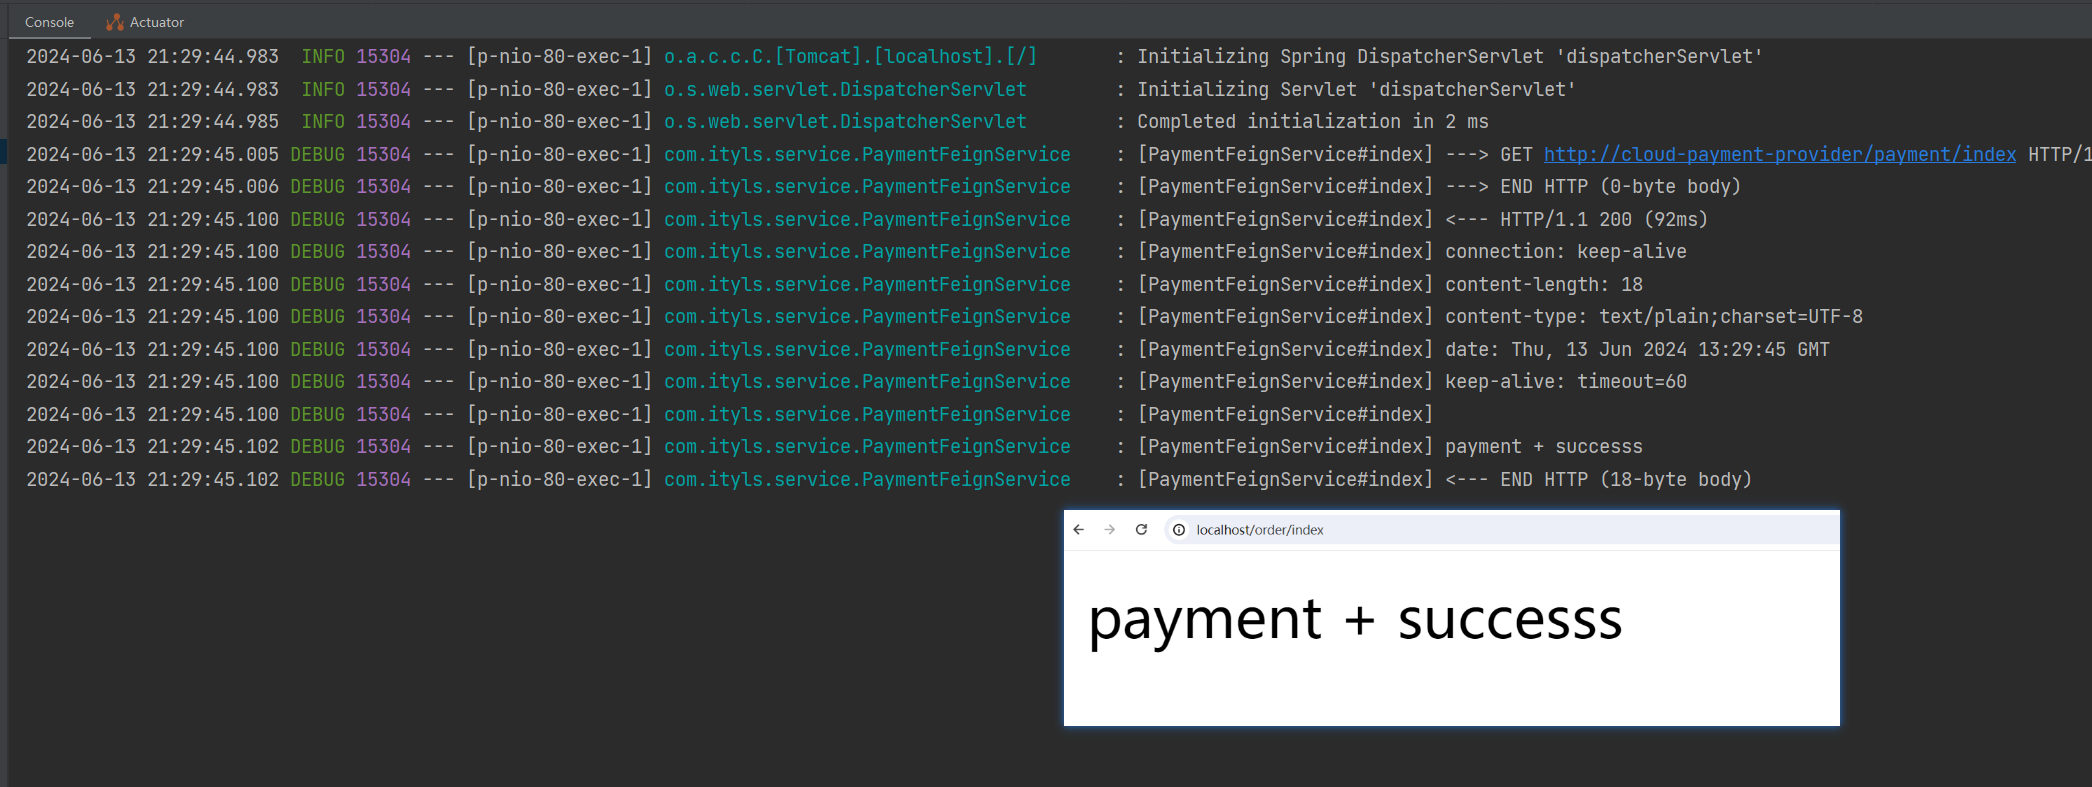 Console Actuator
2024-06-13 21:29:44.983  INFO 15304 --- [p-nio-80-exec-1] o.a.c.c.C.[Tomcat].[localhost].[/]       : Initializing Spring DispatcherServlet 'dispatcherServlet'
2024-06-13 21:29:44.983  INFO 15304 --- [p-nio-80-exec-1] o.s.web.servlet.DispatcherServlet        : Initializing Servlet 'dispatcherServlet'
2024-06-13 21:29:44.985  INFO 15304 --- [p-nio-80-exec-1] o.s.web.servlet.DispatcherServlet        : Completed initialization in 2 ms
2024-06-13 21:29:45.005 DEBUG 15304 --- [p-nio-80-exec-1] com.ityls.service.PaymentFeignService    : [PaymentFeignService#index] ---> GET http://cloud-payment-provider/payment/index HTTP/1
2024-06-13 21:29:45.006 DEBUG 15304 --- [p-nio-80-exec-1] com.ityls.service.PaymentFeignService    : [PaymentFeignService#index] ---> END HTTP (0-byte body)
2024-06-13 21:29:45.100 DEBUG 15304 --- [p-nio-80-exec-1] com.ityls.service.PaymentFeignService    : [PaymentFeignService#index] <--- HTTP/1.1 200 (92ms)
2024-06-13 21:29:45.100 DEBUG 15304 --- [p-nio-80-exec-1] com.ityls.service.PaymentFeignService    : [PaymentFeignService#index] connection: keep-alive
2024-06-13 21:29:45.100 DEBUG 15304 --- [p-nio-80-exec-1] com.ityls.service.PaymentFeignService    : [PaymentFeignService#index] content-length: 18
2024-06-13 21:29:45.100 DEBUG 15304 --- [p-nio-80-exec-1] com.ityls.service.PaymentFeignService    : [PaymentFeignService#index] content-type: text/plain;charset=UTF-8
2024-06-13 21:29:45.100 DEBUG 15304 --- [p-nio-80-exec-1] com.ityls.service.PaymentFeignService    : [PaymentFeignService#index] date: Thu, 13 Jun 2024 13:29:45 GMT
2024-06-13 21:29:45.100 DEBUG 15304 --- [p-nio-80-exec-1] com.ityls.service.PaymentFeignService    : [PaymentFeignService#index] keep-alive: timeout=60
2024-06-13 21:29:45.100 DEBUG 15304 --- [p-nio-80-exec-1] com.ityls.service.PaymentFeignService    : [PaymentFeignService#index]
2024-06-13 21:29:45.102 DEBUG 15304 --- [p-nio-80-exec-1] com.ityls.service.PaymentFeignService    : [PaymentFeignService#index] payment + successs
2024-06-13 21:29:45.102 DEBUG 15304 --- [p-nio-80-exec-1] com.ityls.service.PaymentFeignService    : [PaymentFeignService#index] <--- END HTTP (18-byte body)
localhost/order/index
payment + successs